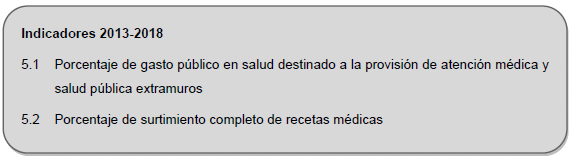 Indicadores 2013-2018
5.1 Porcentaje de gasto público en salud destinado a la provisión de atención médica y
salud pública extramuros
5.2 Porcentaje de surtimiento completo de recetas médicas